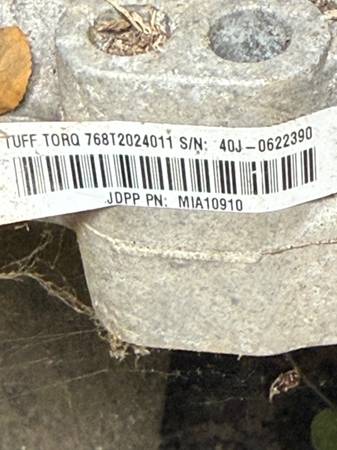 TUFF TORQ 768T2024011 S/N: 40J-0622390
JDPP PN: MIA10910